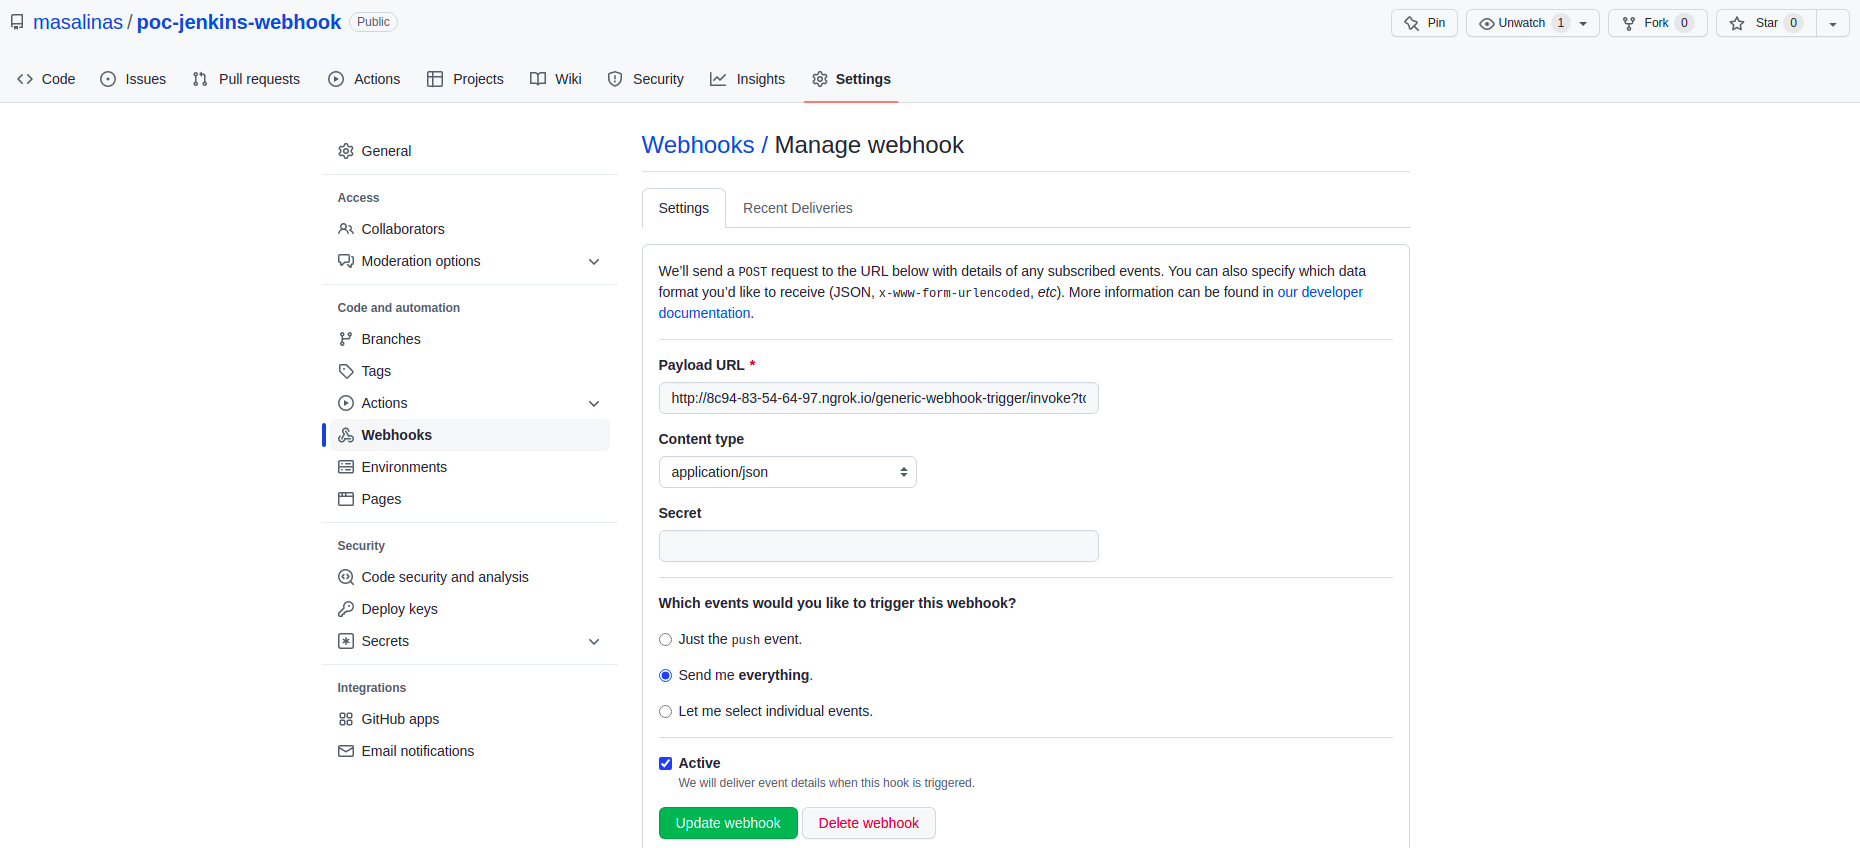 masalinas / poc-jenkins-webhook Public
Pin
Unwatch 1
Fork 0
Star 0
Code
Issues
Pull requests
Actions
Projects
Wiki
Security
Insights
Settings
General
Access
Collaborators
Moderation options
Code and automation
Branches
Tags
Actions
Webhooks
Environments
Pages
Security
Code security and analysis
Deploy keys
Secrets
Integrations
GitHub apps
Email notifications
Webhooks / Manage webhook
Settings
Recent Deliveries
We'll send a POST request to the URL below with details of any subscribed events. You can also specify which data
format you'd like to receive (JSON, x-www-form-urlencoded, etc). More information can be found in our developer
documentation.
Payload URL *
http://8c94-83-54-64-97.ngrok.io/generic-webhook-trigger/invoke?to
Content type
application/json
Secret
Which events would you like to trigger this webhook?
Just the push event.
Send me everything.
Let me select individual events.
Active
We will deliver event details when this hook is triggered.
Update webhook
Delete webhook